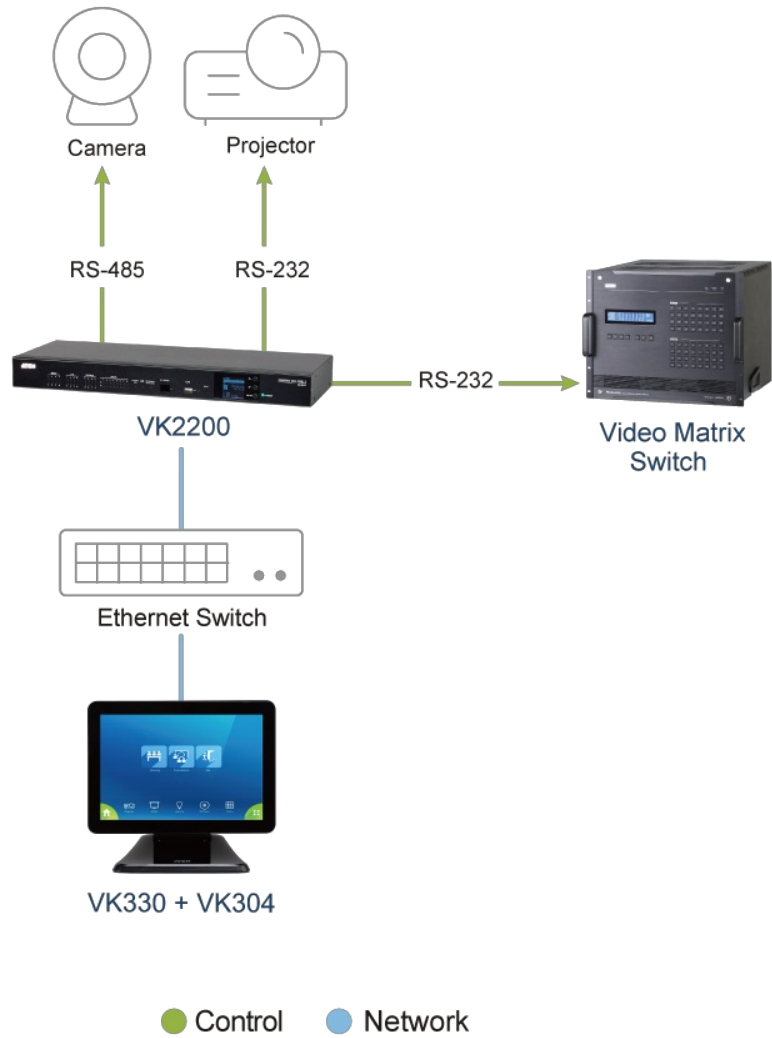 Camera
Projector
RS-485
RS-232
RS-232
VK2200
Video Matrix
Switch
Ethernet Switch
VK330 + VK304
Control
Network